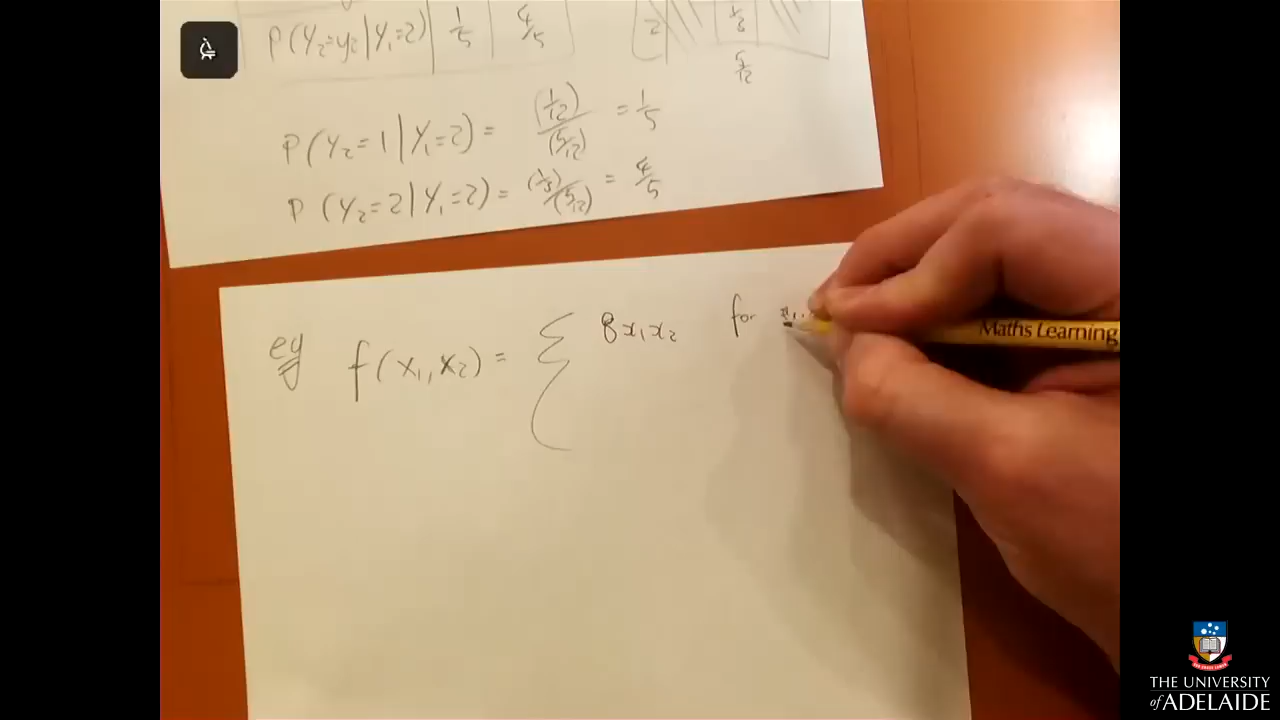 P(Y₂=y₂|Y₁=2) | 1/5 | 4/5
2 | 1/3
5/12
P(Y₂=1|Y₁=2) = (1/12)/(5/12) = 1/5
P(Y₂=2|Y₁=2) = (1/3)/(5/12) = 4/5
eg f(x₁,x₂) = { 8x₁x₂ for
Maths Learning
THE UNIVERSITY
of ADELAIDE